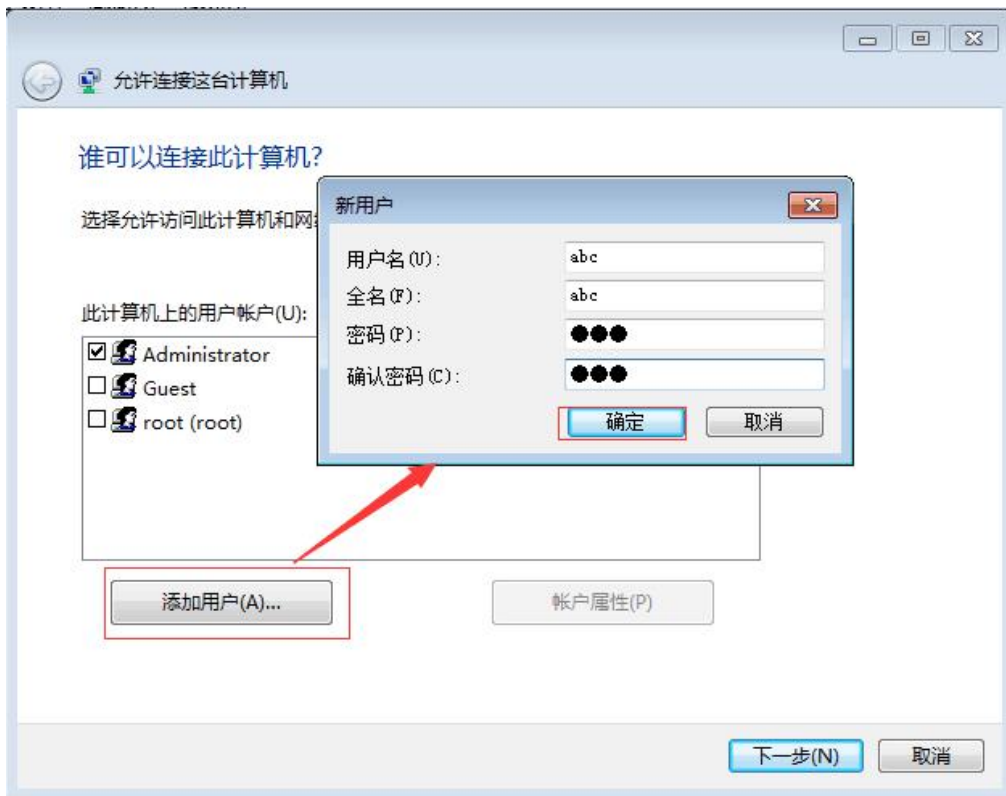 允许连接这台计算机
谁可以连接此计算机?
选择允许访问此计算机和网
此计算机上的用户帐户(U):
Administrator
Guest
root (root)
新用户
用户名(U): abc
全名(F): abc
密码(P): ●●●
确认密码(C): ●●●
确定 取消
添加用户(A)... 帐户属性(P)
下一步(N) 取消